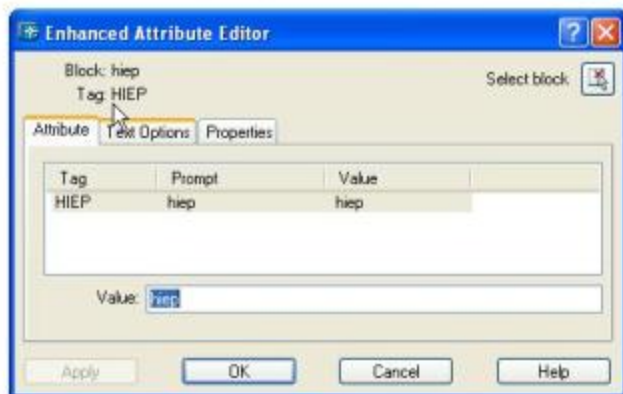 Enhanced Attribute Editor
Block: hiep
Tag: HIEP
Select block
Attribute Text Options Properties
Tag Prompt Value
HIEP hiep hiep
Value: hiep
Apply OK Cancel Help